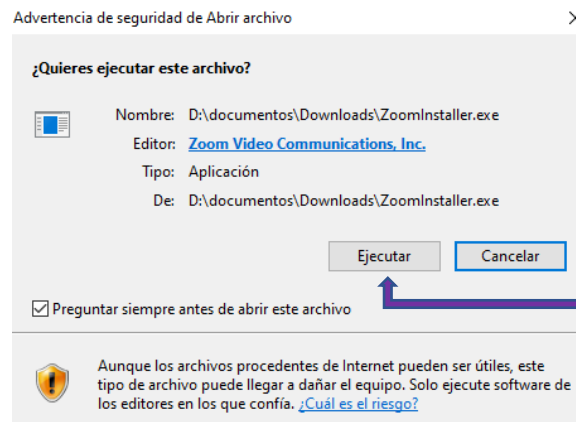 Advertencia de seguridad de Abrir archivo
¿Quieres ejecutar este archivo?
Nombre: D:\documentos\Downloads\ZoomInstaller.exe
Editor: Zoom Video Communications, Inc.
Tipo: Aplicación
De: D:\documentos\Downloads\ZoomInstaller.exe
Ejecutar Cancelar
Preguntar siempre antes de abrir este archivo
Aunque los archivos procedentes de Internet pueden ser útiles, este
tipo de archivo puede llegar a dañar el equipo. Solo ejecute software de
los editores en los que confía. ¿Cuál es el riesgo?